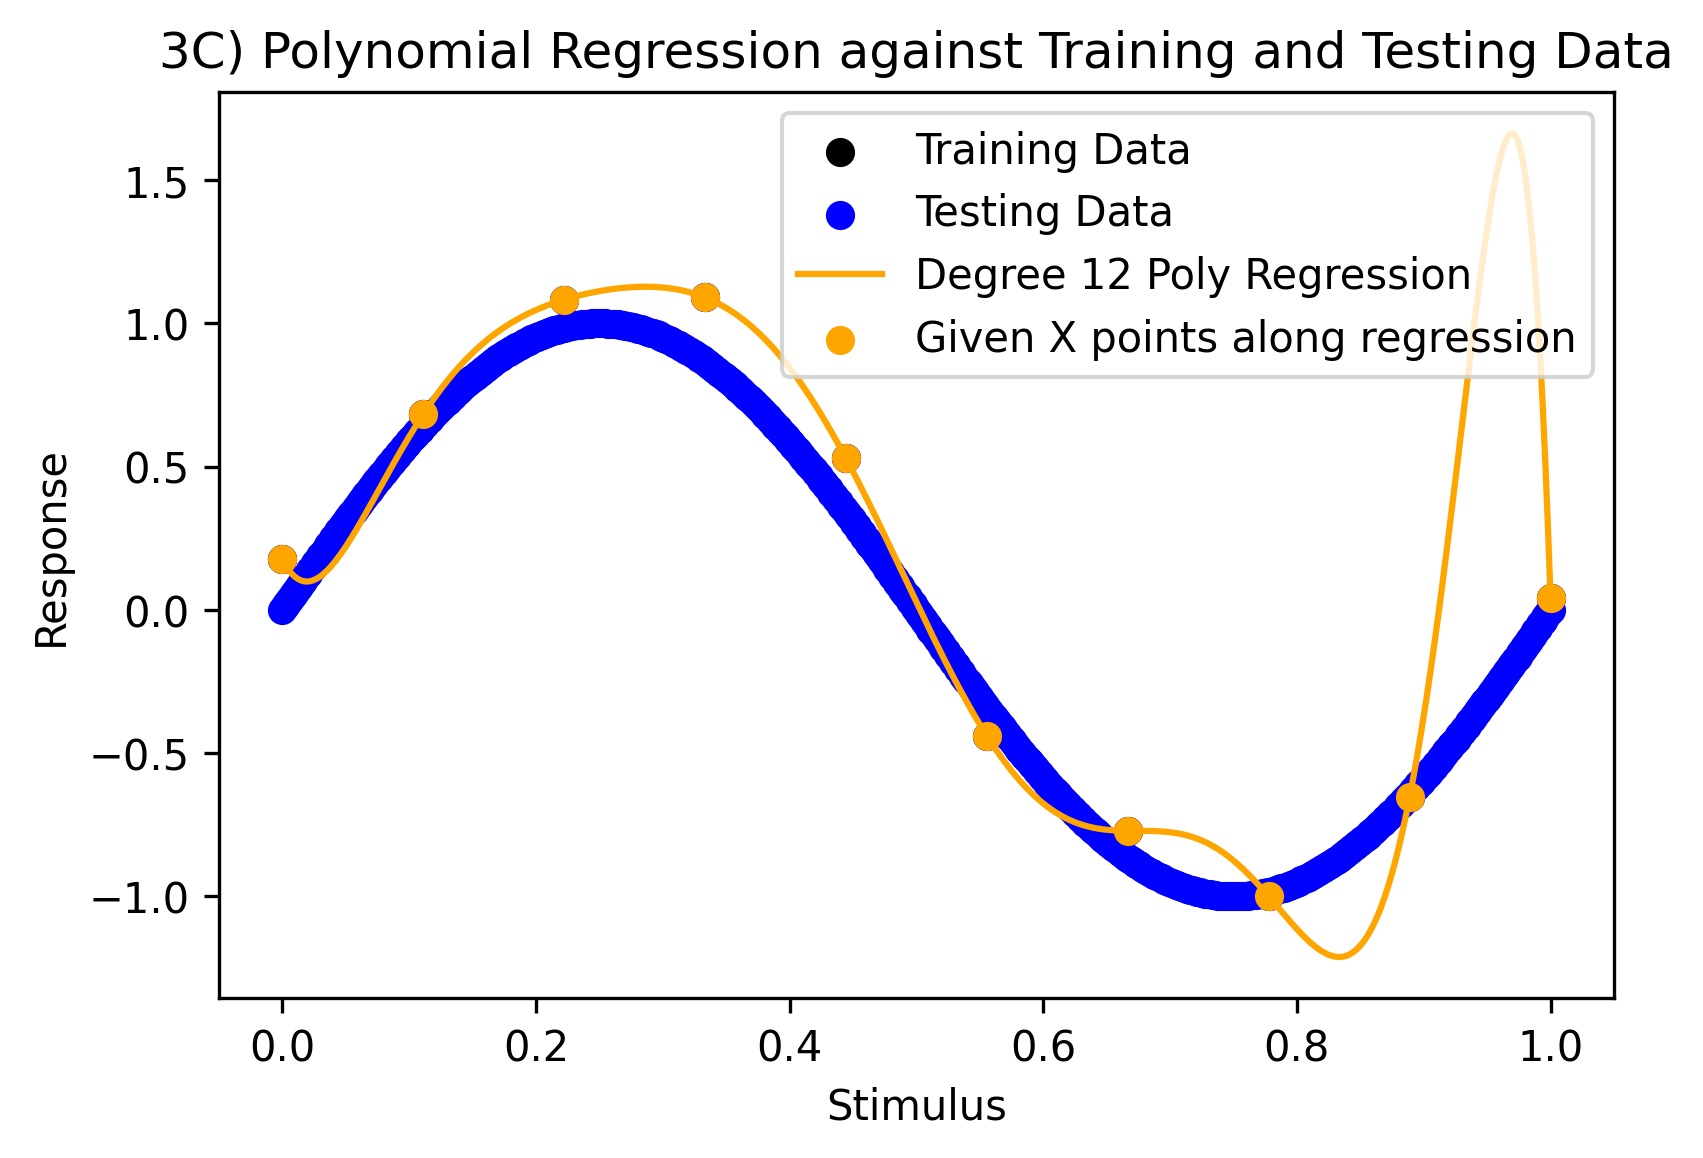 3C) Polynomial Regression against Training and Testing Data
Training Data
Testing Data
Degree 12 Poly Regression
Given X points along regression
1.5
1.0
0.5
0.0
−0.5
−1.0
Response
0.0 0.2 0.4 0.6 0.8 1.0
Stimulus